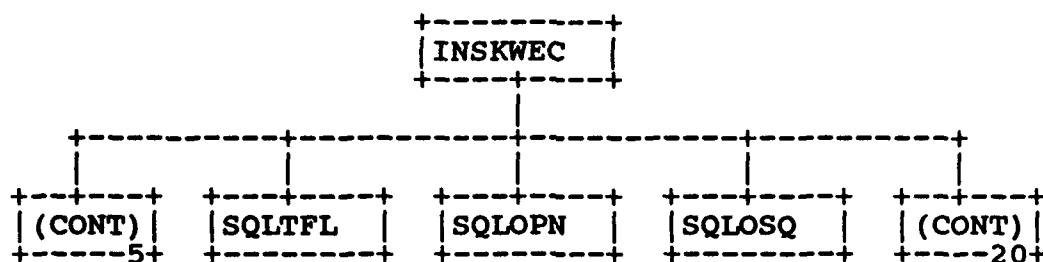 INSKWEC
(CONT) SQLTFL SQLOPN SQLOSQ (CONT)
5 20